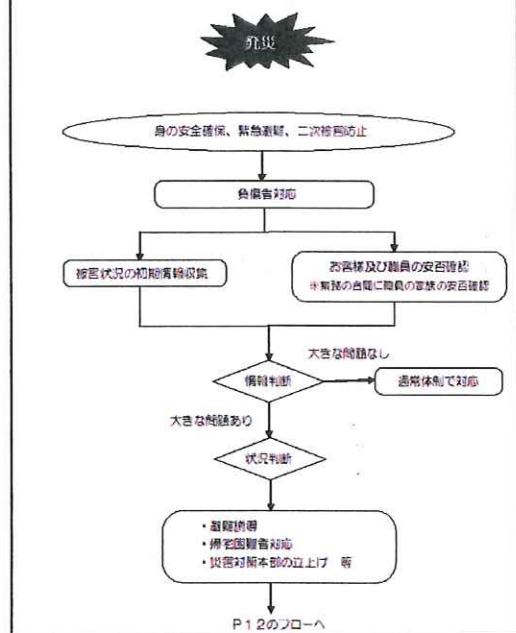 発災
身の安全確保、緊急避難、二次被害防止
負傷者対応
被害状況の初期情報収集
お客様及び職員の安否確認
※業務の合間に職員の家族の安否確認
大きな問題なし
情報判断
通常体制で対応
大きな問題あり
状況判断
・避難誘導
・帰宅困難者対応
・災害対策本部の立上げ 等
P12のフローへ